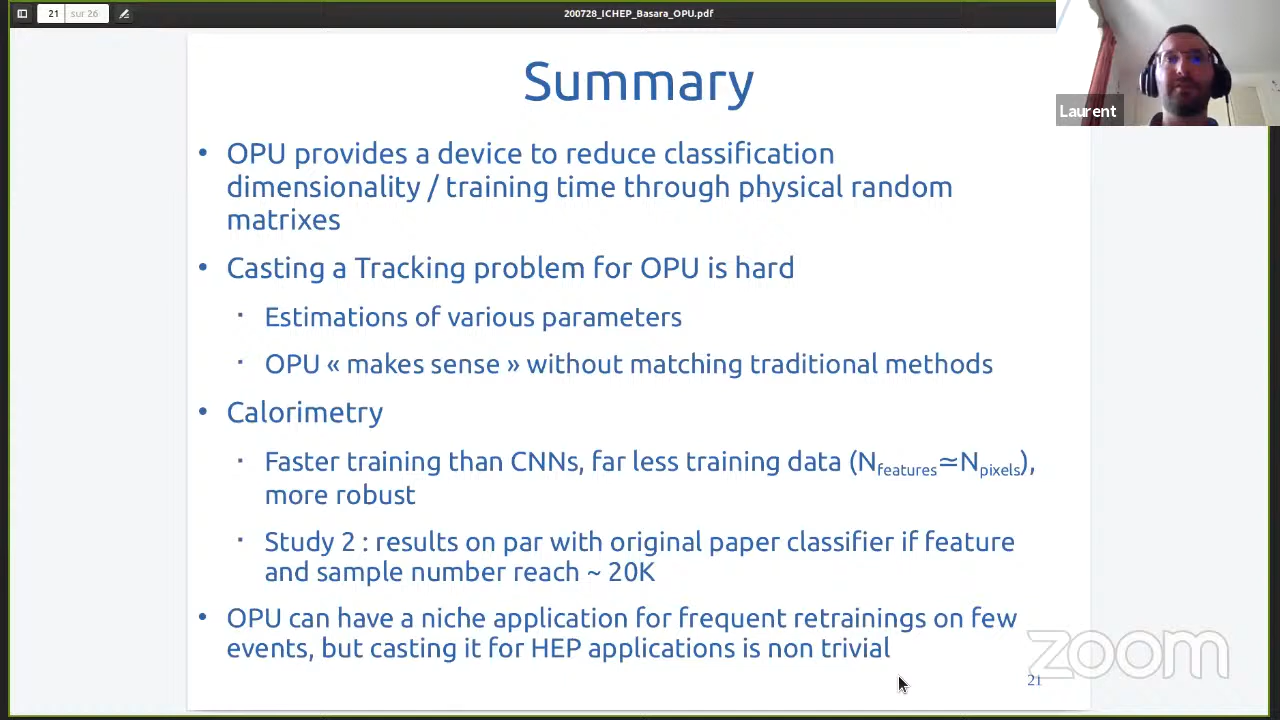 21 sur 26
200728_ICHEP_Basara_OPU.pdf
Laurent
Summary
• OPU provides a device to reduce classification
dimensionality / training time through physical random
matrixes
• Casting a Tracking problem for OPU is hard
▪ Estimations of various parameters
▪ OPU « makes sense » without matching traditional methods
• Calorimetry
▪ Faster training than CNNs, far less training data (Nfeatures≃Npixels),
more robust
▪ Study 2 : results on par with original paper classifier if feature
and sample number reach ~ 20K
• OPU can have a niche application for frequent retrainings on few
events, but casting it for HEP applications is non trivial
zoom
21